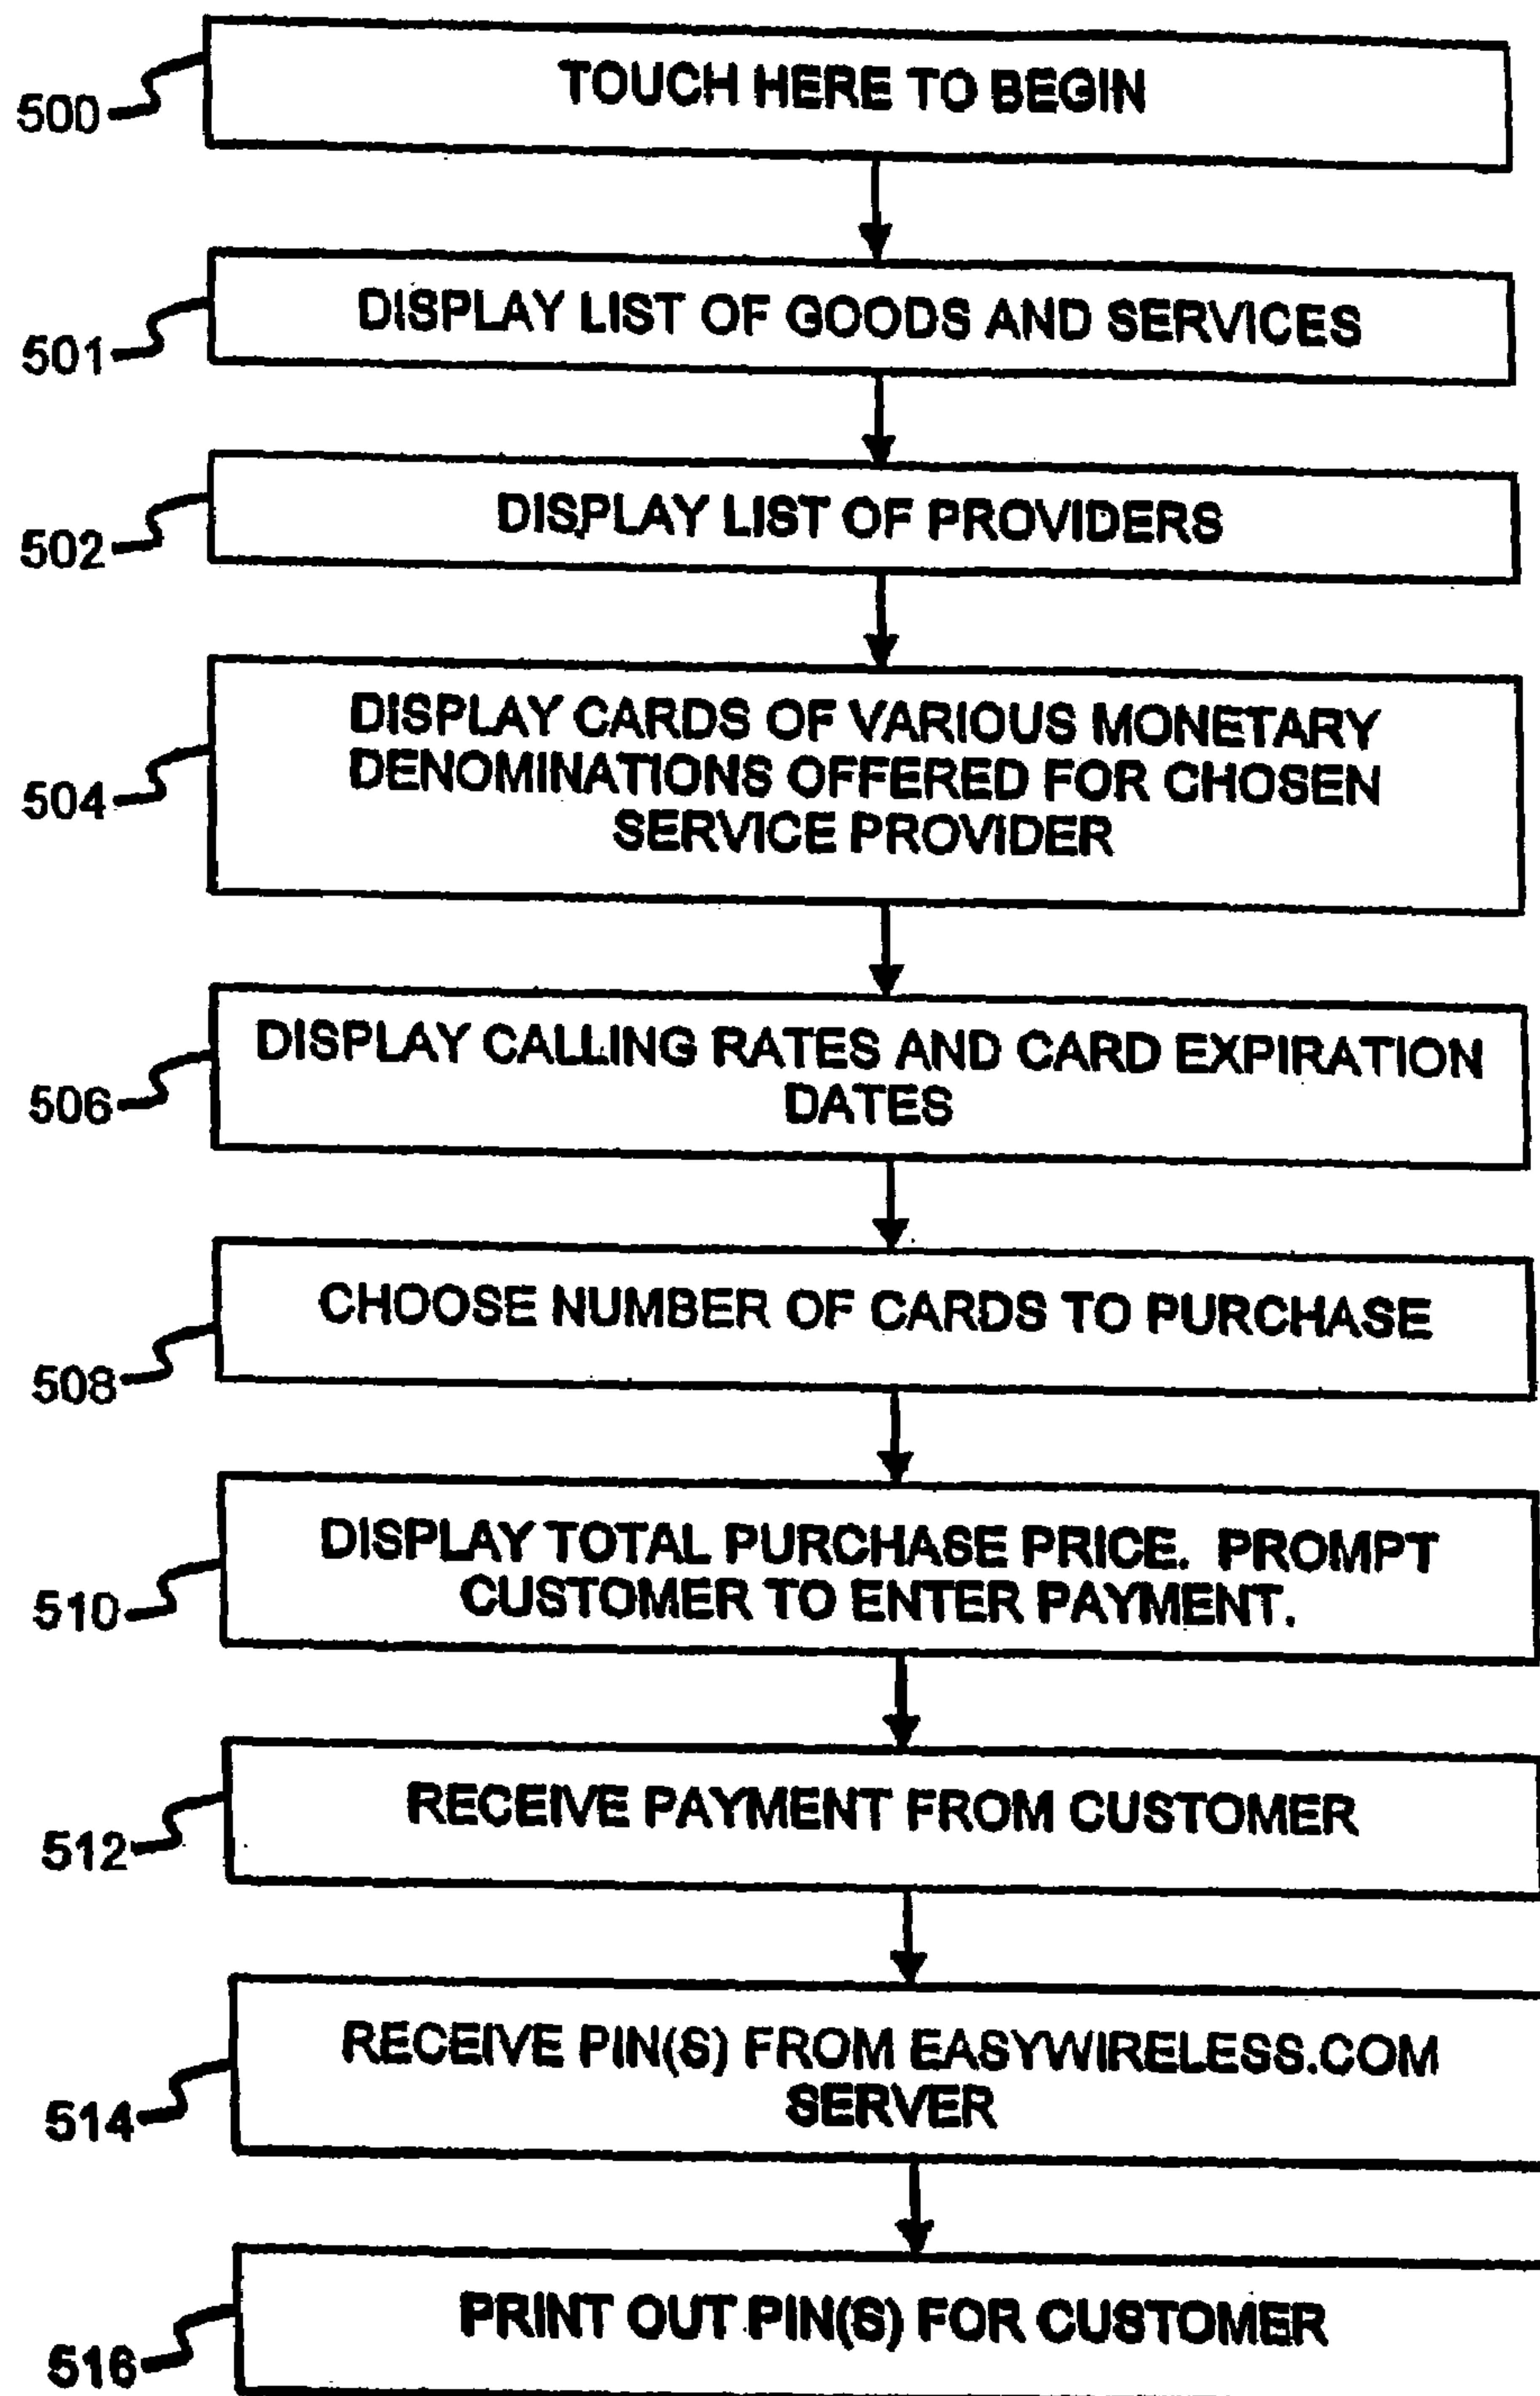 500
TOUCH HERE TO BEGIN
501
DISPLAY LIST OF GOODS AND SERVICES
502
DISPLAY LIST OF PROVIDERS
504
DISPLAY CARDS OF VARIOUS MONETARY
DENOMINATIONS OFFERED FOR CHOSEN
SERVICE PROVIDER
506
DISPLAY CALLING RATES AND CARD EXPIRATION
DATES
508
CHOOSE NUMBER OF CARDS TO PURCHASE
510
DISPLAY TOTAL PURCHASE PRICE. PROMPT
CUSTOMER TO ENTER PAYMENT.
512
RECEIVE PAYMENT FROM CUSTOMER
514
RECEIVE PIN(S) FROM EASYWIRELESS.COM
SERVER
516
PRINT OUT PIN(S) FOR CUSTOMER